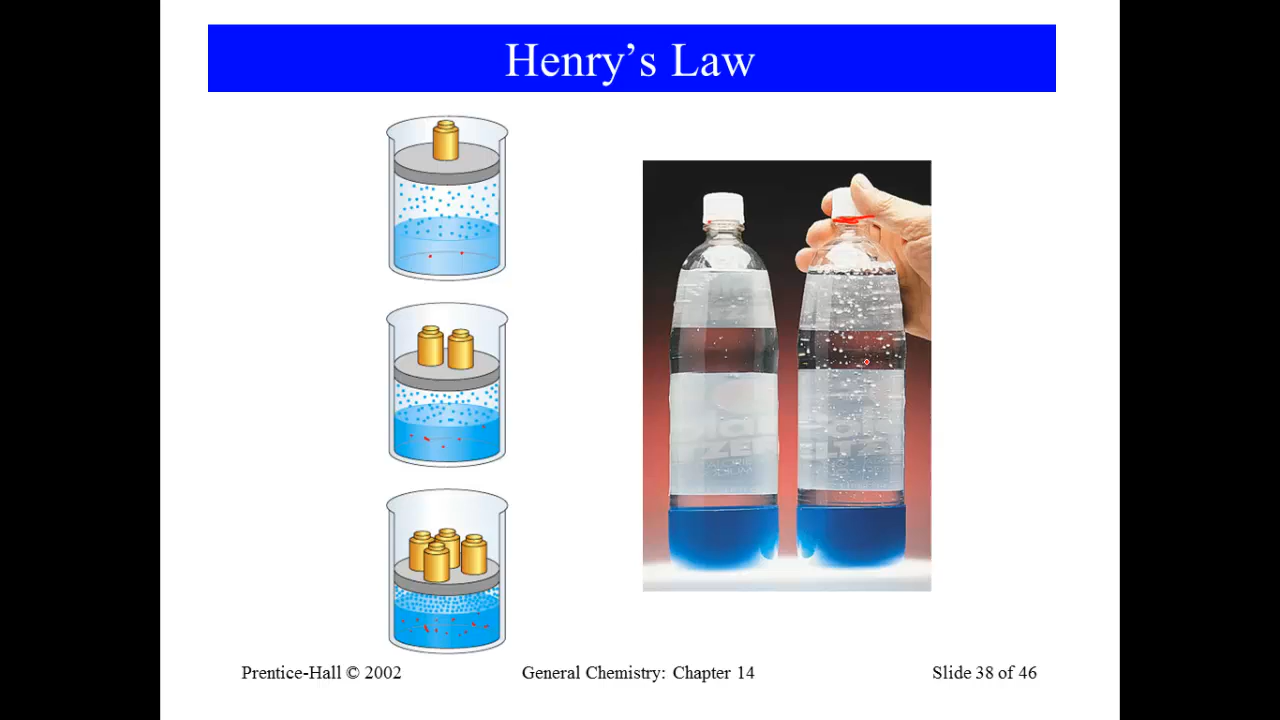 Henry's Law
Prentice-Hall © 2002
General Chemistry: Chapter 14
Slide 38 of 46